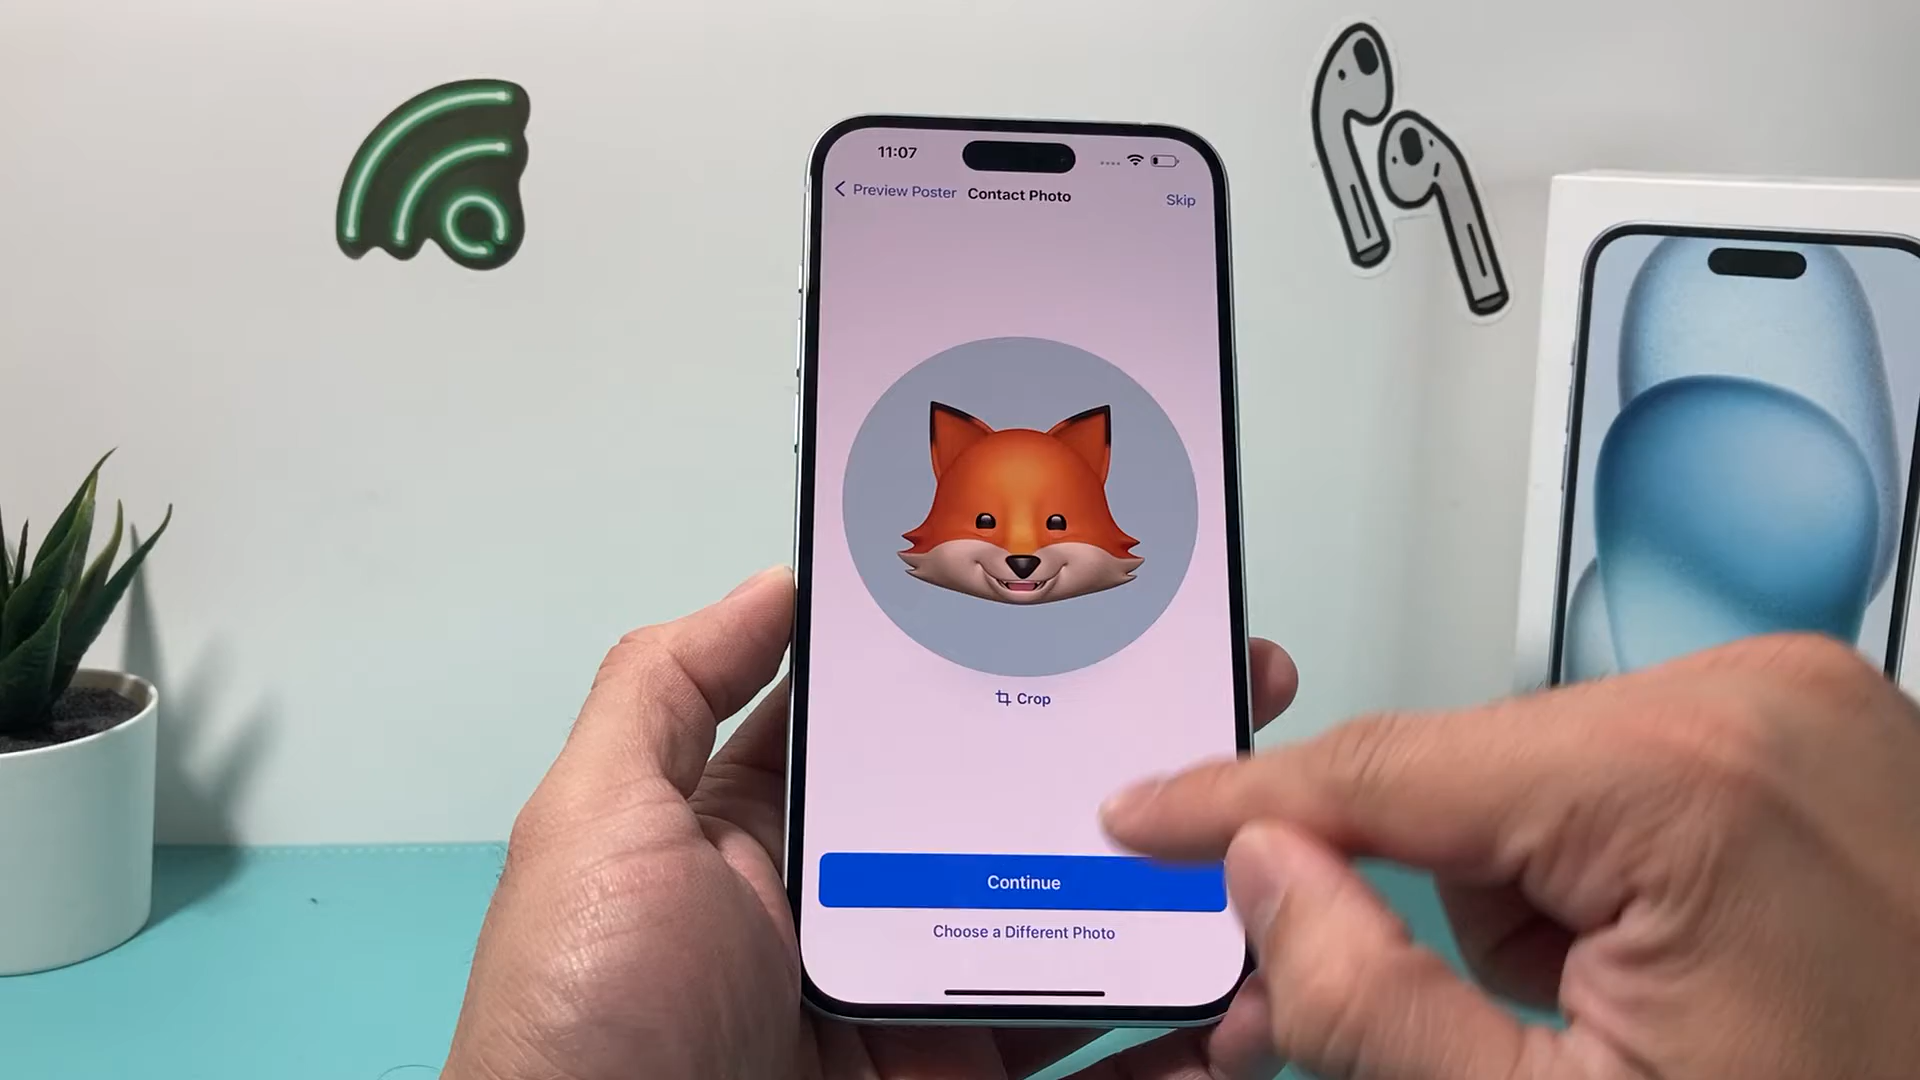 11:07
Preview Poster Contact Photo Skip
Crop
Continue
Choose a Different Photo